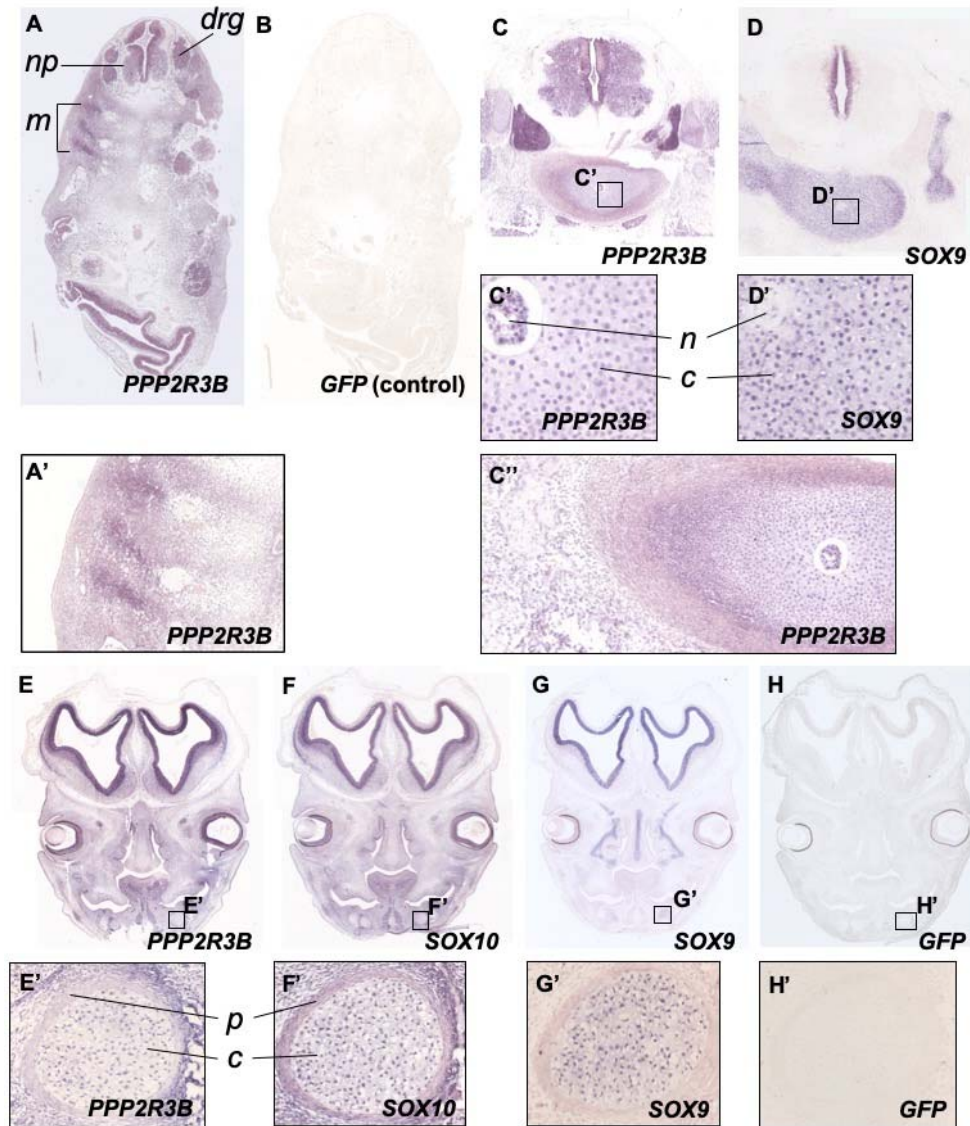 A
drg
np
m
PPP2R3B
B
GFP (control)
C
C'
PPP2R3B
D
D'
SOX9
C'
n
c
PPP2R3B
D'
SOX9
A'
PPP2R3B
C''
PPP2R3B
E
E'
PPP2R3B
F
F'
SOX10
G
G'
SOX9
H
H'
GFP
E'
p
c
PPP2R3B
F'
SOX10
G'
SOX9
H'
GFP